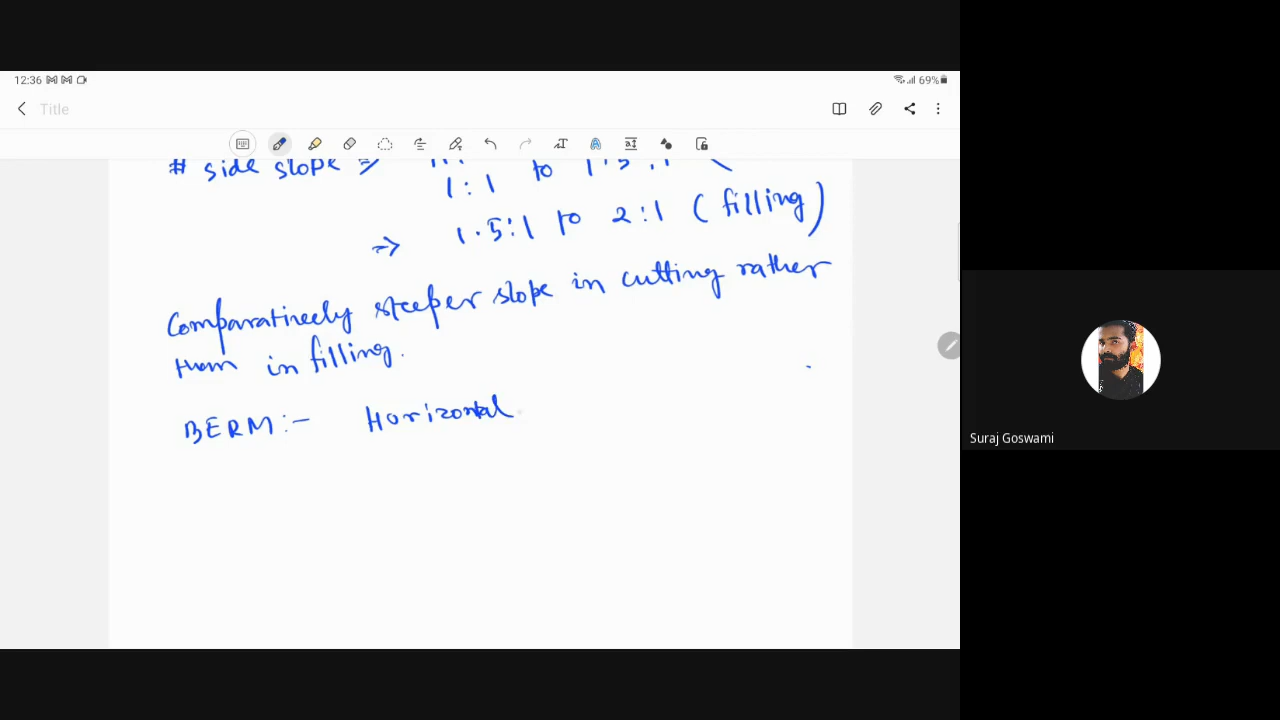 12:36
69%
Title
# side slope ⇒
1:1 to 1.5:1 (
⇒ 1.5:1 to 2:1 (filling)
Comparatively steeper slope in cutting rather
them in filling.
BERM:- Horizontal
Suraj Goswami